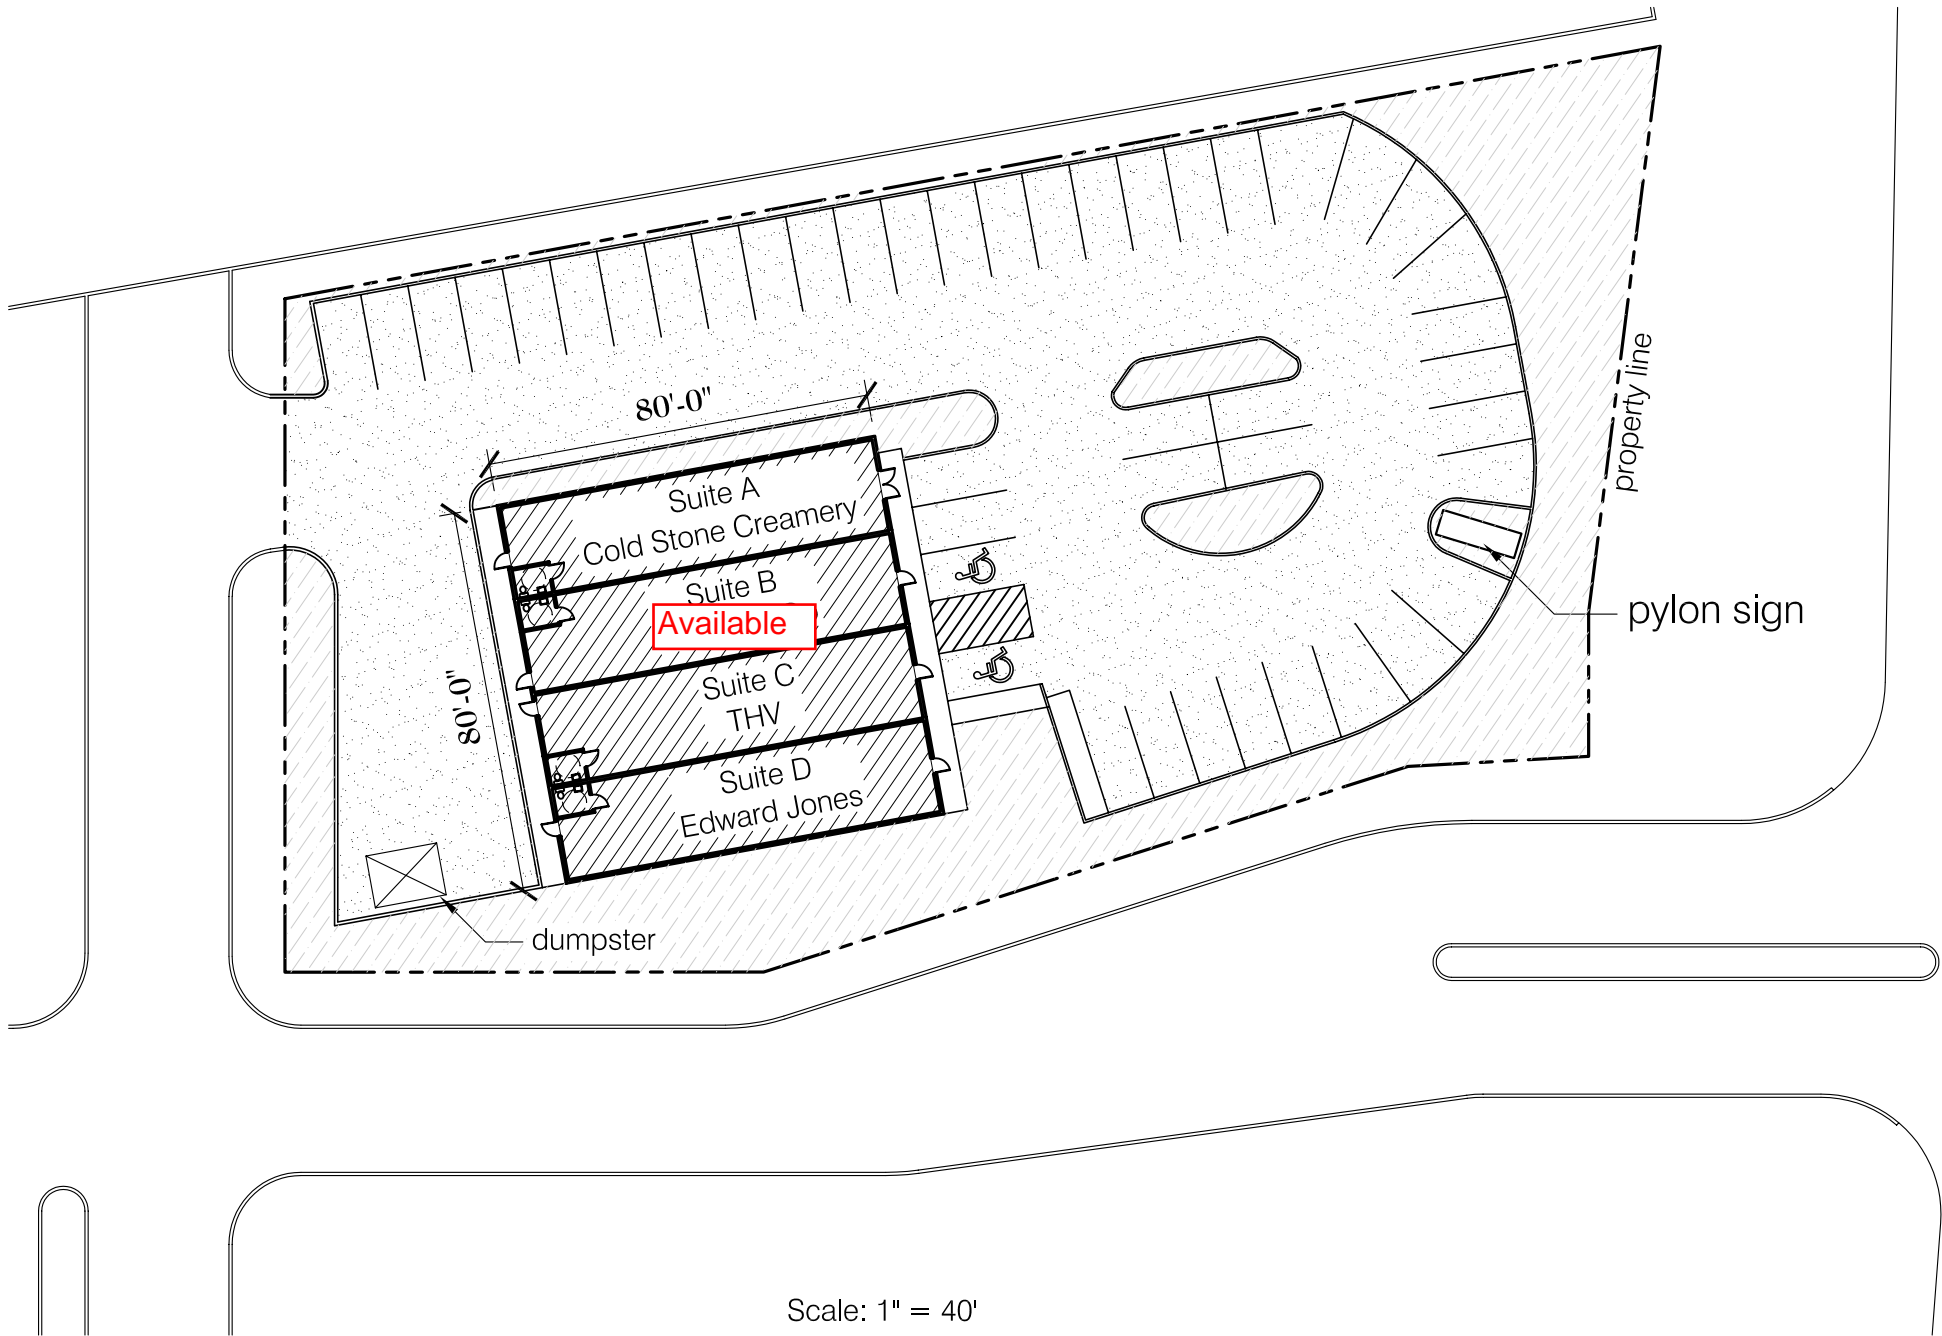 80'-0"
property line
Suite A
Cold Stone Creamery
Suite B
Available
pylon sign
80'-0"
Suite C
THV
Suite D
Edward Jones
dumpster
Scale: 1" = 40'